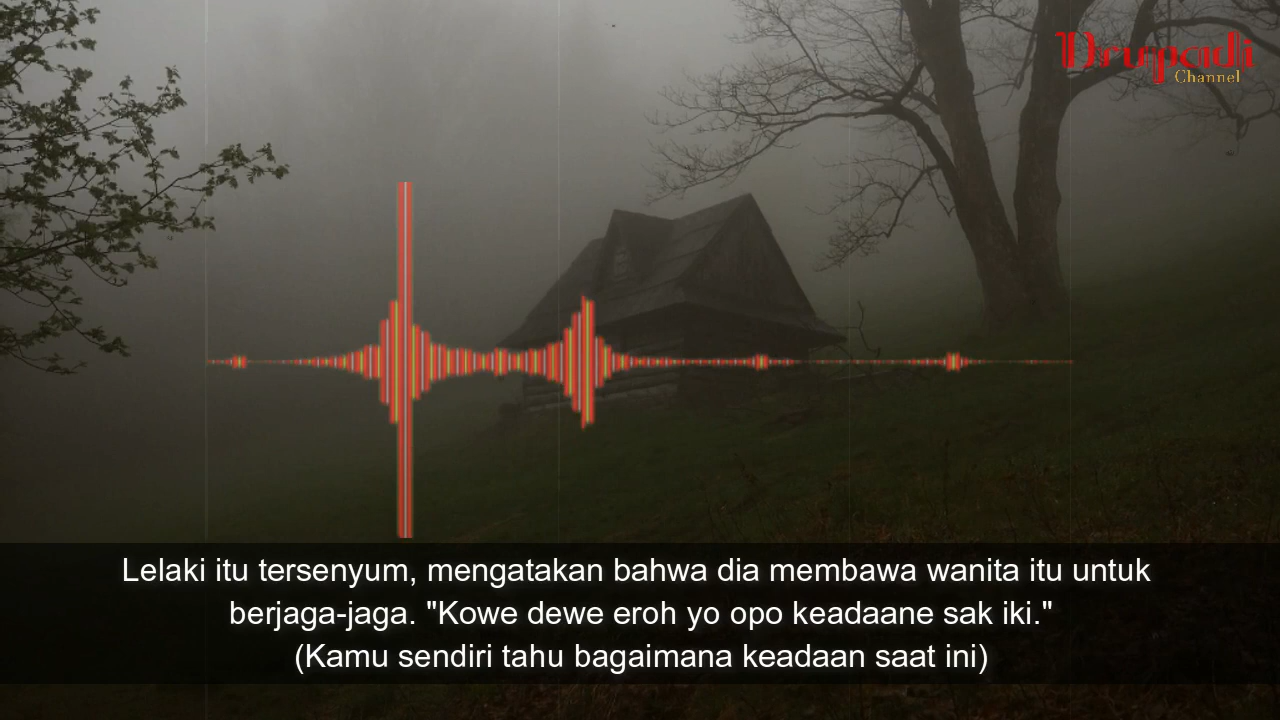 Drupadi
Channel
Lelaki itu tersenyum, mengatakan bahwa dia membawa wanita itu untuk
berjaga-jaga. "Kowe dewe eroh yo opo keadaane sak iki."
(Kamu sendiri tahu bagaimana keadaan saat ini)